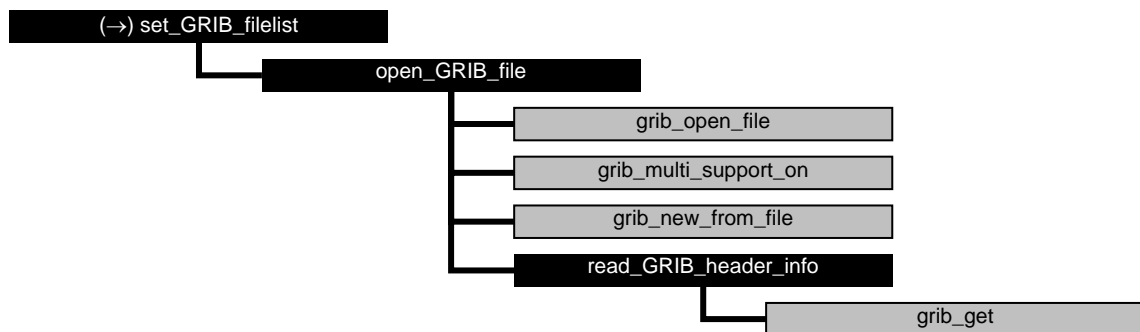 (→) set_GRIB_filelist
open_GRIB_file
grib_open_file
grib_multi_support_on
grib_new_from_file
read_GRIB_header_info
grib_get